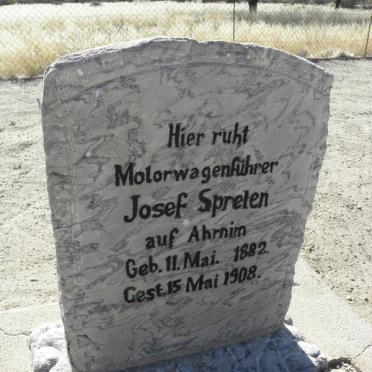 Hier ruht
Motorwagenführer
Josef Spreten
auf Ahrnim
Geb. 11. Mai. 1882.
Gest. 15 Mai 1908.